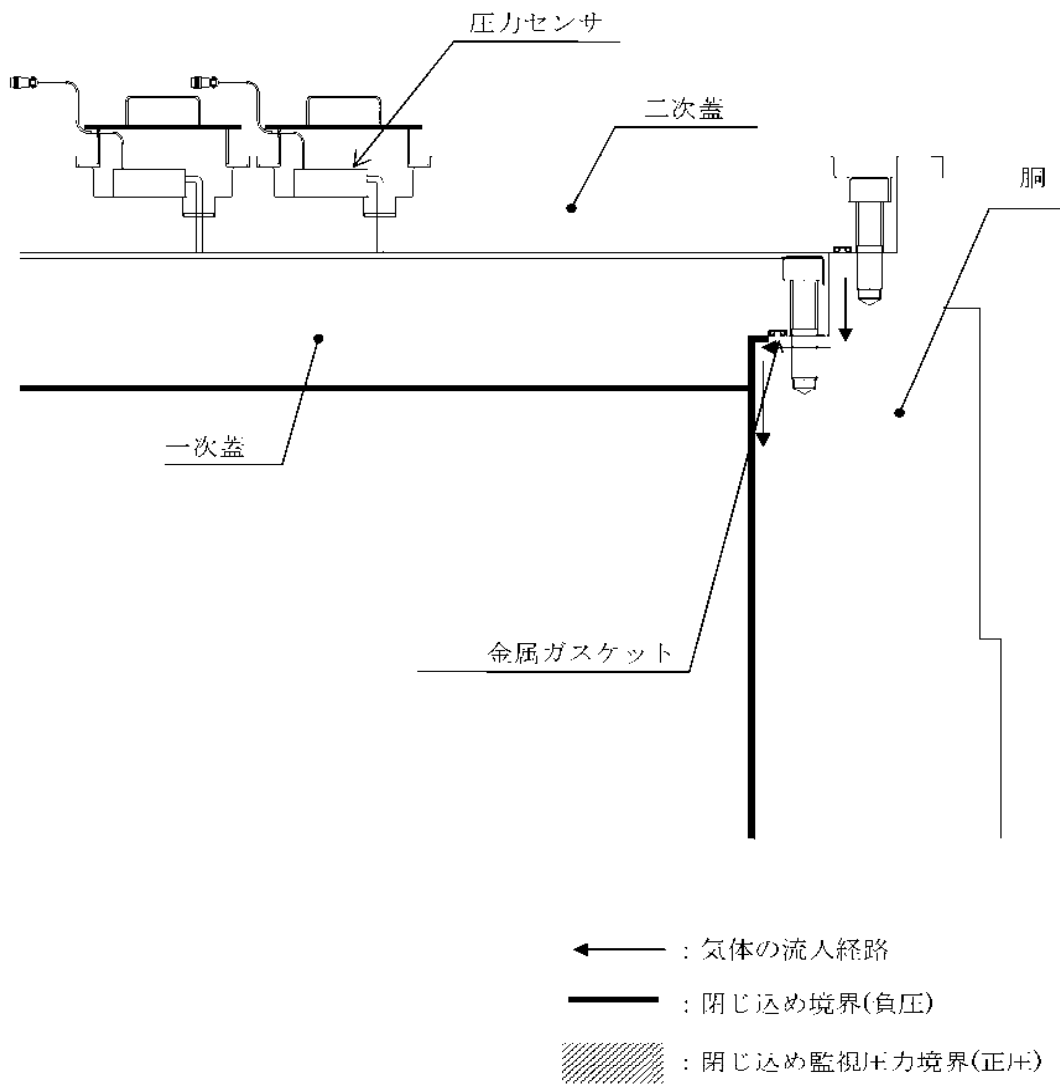 圧力センサ
二次蓋
胴
一次蓋
金属ガスケット
: 気体の流入経路
: 閉じ込め境界(負圧)
: 閉じ込め監視圧力境界(正圧)